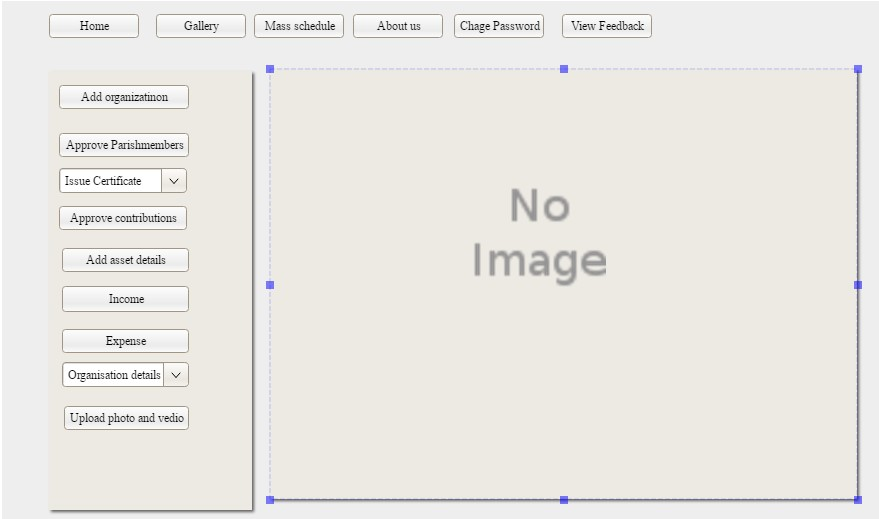 Home
Gallery
Mass schedule
About us
Chage Password
View Feedback
Add organizatinon
Approve Parishmembers
Issue Certificate
Approve contributions
Add asset details
Income
Expense
Organisation details
Upload photo and vedio
No
Image